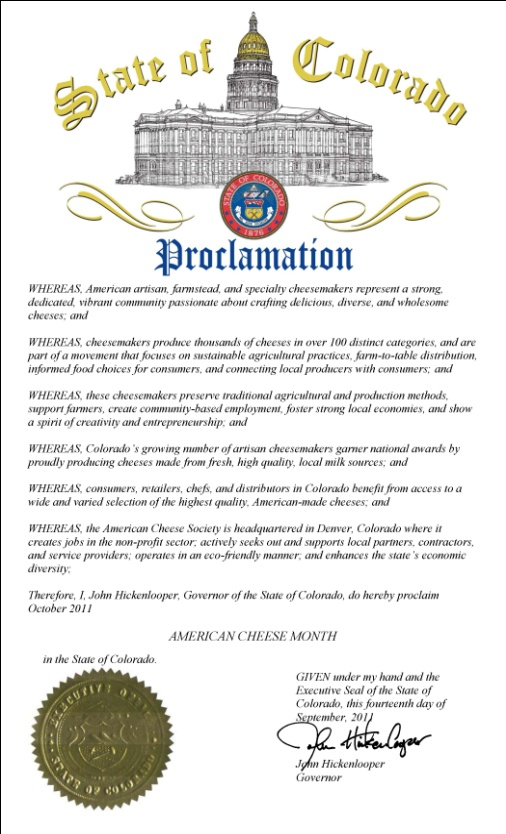 State of Colorado
STATE OF COLORADO
1876
Proclamation
WHEREAS, American artisan, farmstead, and specialty cheesemakers represent a strong,
dedicated, vibrant community passionate about crafting delicious, diverse, and wholesome
cheeses; and
WHEREAS, cheesemakers produce thousands of cheeses in over 100 distinct categories, and are
part of a movement that focuses on sustainable agricultural practices, farm-to-table distribution,
informed food choices for consumers, and connecting local producers with consumers; and
WHEREAS, these cheesemakers preserve traditional agricultural and production methods,
support farmers, create community-based employment, foster strong local economies, and show
a spirit of creativity and entrepreneurship; and
WHEREAS, Colorado's growing number of artisan cheesemakers garner national awards by
proudly producing cheeses made from fresh, high quality, local milk sources; and
WHEREAS, consumers, retailers, chefs, and distributors in Colorado benefit from access to a
wide and varied selection of the highest quality, American-made cheeses; and
WHEREAS, the American Cheese Society is headquartered in Denver, Colorado where it
creates jobs in the non-profit sector; actively seeks out and supports local partners, contractors,
and service providers; operates in an eco-friendly manner; and enhances the state's economic
diversity;
Therefore, I, John Hickenlooper, Governor of the State of Colorado, do hereby proclaim
October 2011
AMERICAN CHEESE MONTH
in the State of Colorado.
GIVEN under my hand and the
Executive Seal of the State of
Colorado, this fourteenth day of
September, 2011
John Hickenlooper
John Hickenlooper
Governor
EXECUTIVE
STATE OF COLORADO